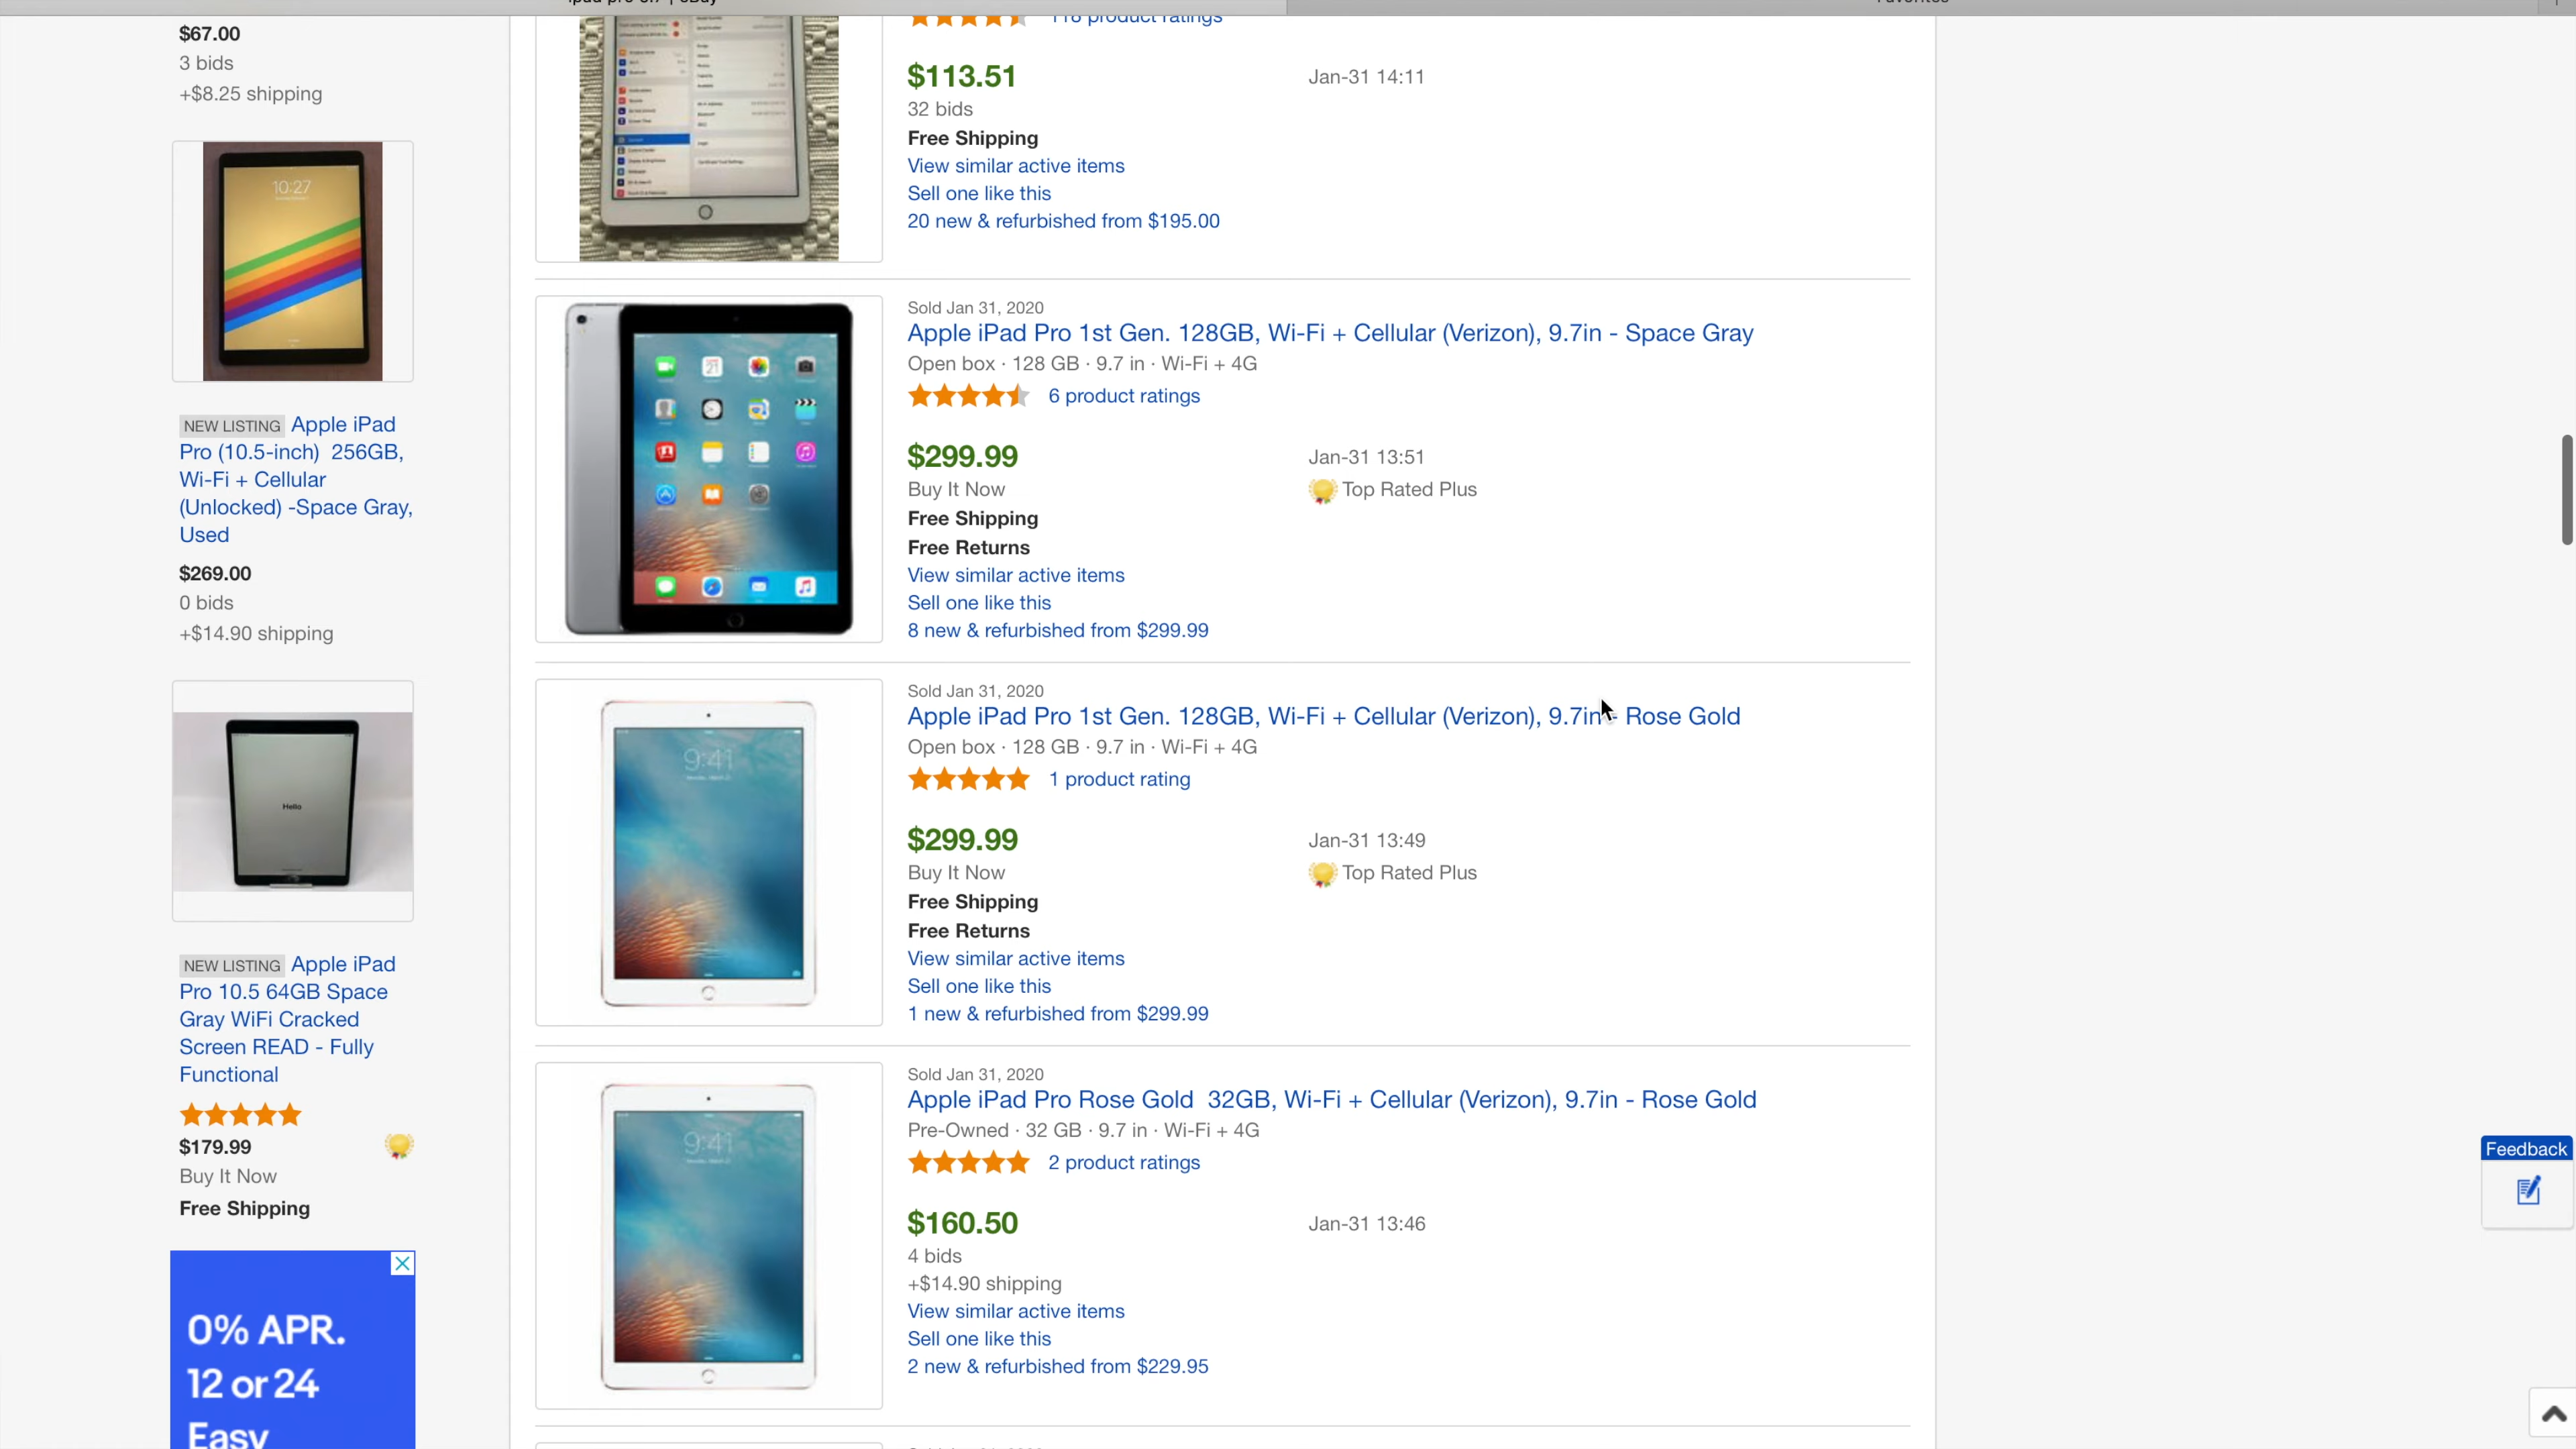 $67.00
3 bids
+$8.25 shipping
10:27
NEW LISTING Apple iPad
Pro (10.5-inch) 256GB,
Wi-Fi + Cellular
(Unlocked) -Space Gray,
Used
$269.00
0 bids
+$14.90 shipping
Hello
NEW LISTING Apple iPad
Pro 10.5 64GB Space
Gray WiFi Cracked
Screen READ - Fully
Functional
$179.99
Buy It Now
Free Shipping
0% APR.
12 or 24
Easy
118 product ratings
$113.51
Jan-31 14:11
32 bids
Free Shipping
View similar active items
Sell one like this
20 new & refurbished from $195.00
Sold Jan 31, 2020
Apple iPad Pro 1st Gen. 128GB, Wi-Fi + Cellular (Verizon), 9.7in - Space Gray
Open box · 128 GB · 9.7 in · Wi-Fi + 4G
6 product ratings
$299.99
Jan-31 13:51
Buy It Now
Top Rated Plus
Free Shipping
Free Returns
View similar active items
Sell one like this
8 new & refurbished from $299.99
9:41
Sold Jan 31, 2020
Apple iPad Pro 1st Gen. 128GB, Wi-Fi + Cellular (Verizon), 9.7in - Rose Gold
Open box · 128 GB · 9.7 in · Wi-Fi + 4G
1 product rating
$299.99
Jan-31 13:49
Buy It Now
Top Rated Plus
Free Shipping
Free Returns
View similar active items
Sell one like this
1 new & refurbished from $299.99
9:41
Sold Jan 31, 2020
Apple iPad Pro Rose Gold 32GB, Wi-Fi + Cellular (Verizon), 9.7in - Rose Gold
Pre-Owned · 32 GB · 9.7 in · Wi-Fi + 4G
2 product ratings
$160.50
Jan-31 13:46
4 bids
+$14.90 shipping
View similar active items
Sell one like this
2 new & refurbished from $229.95
Feedback